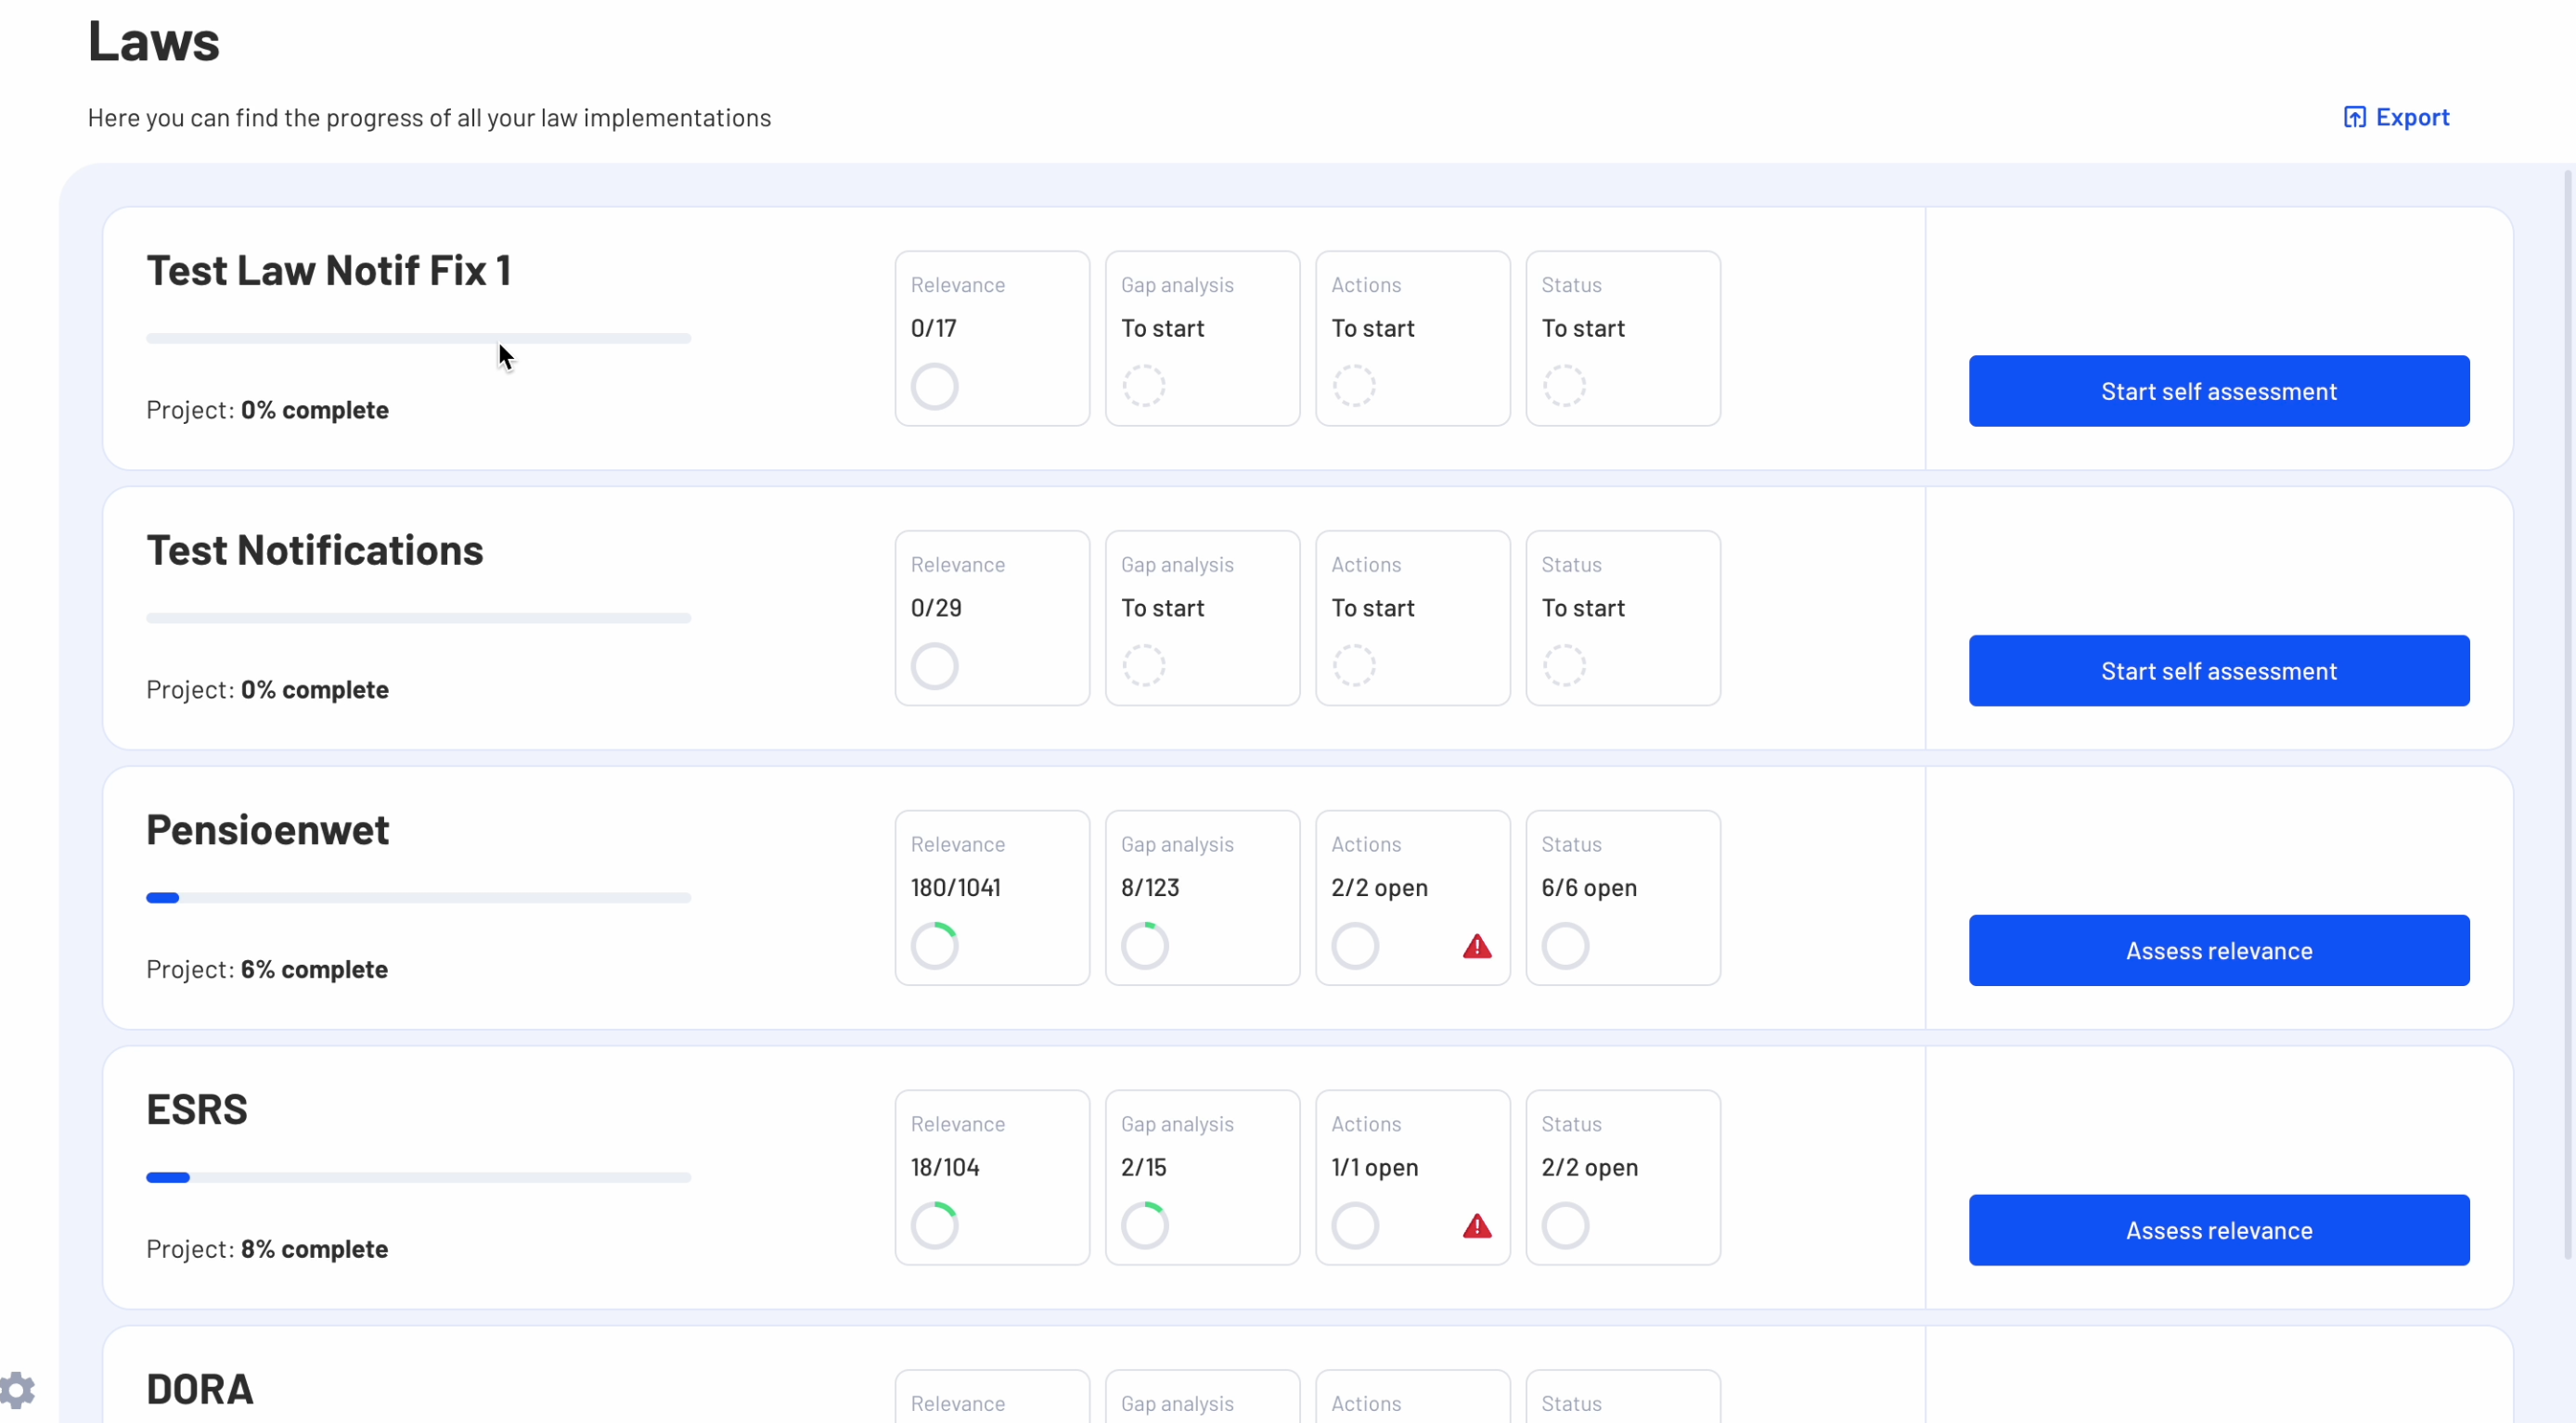 Laws
Here you can find the progress of all your law implementations
Export
Test Law Notif Fix 1
Project: 0% complete
Relevance
0/17
Gap analysis
To start
Actions
To start
Status
To start
Start self assessment
Test Notifications
Project: 0% complete
Relevance
0/29
Gap analysis
To start
Actions
To start
Status
To start
Start self assessment
Pensioenwet
Project: 6% complete
Relevance
180/1041
Gap analysis
8/123
Actions
2/2 open
Status
6/6 open
Assess relevance
ESRS
Project: 8% complete
Relevance
18/104
Gap analysis
2/15
Actions
1/1 open
Status
2/2 open
Assess relevance
DORA
Relevance
Gap analysis
Actions
Status